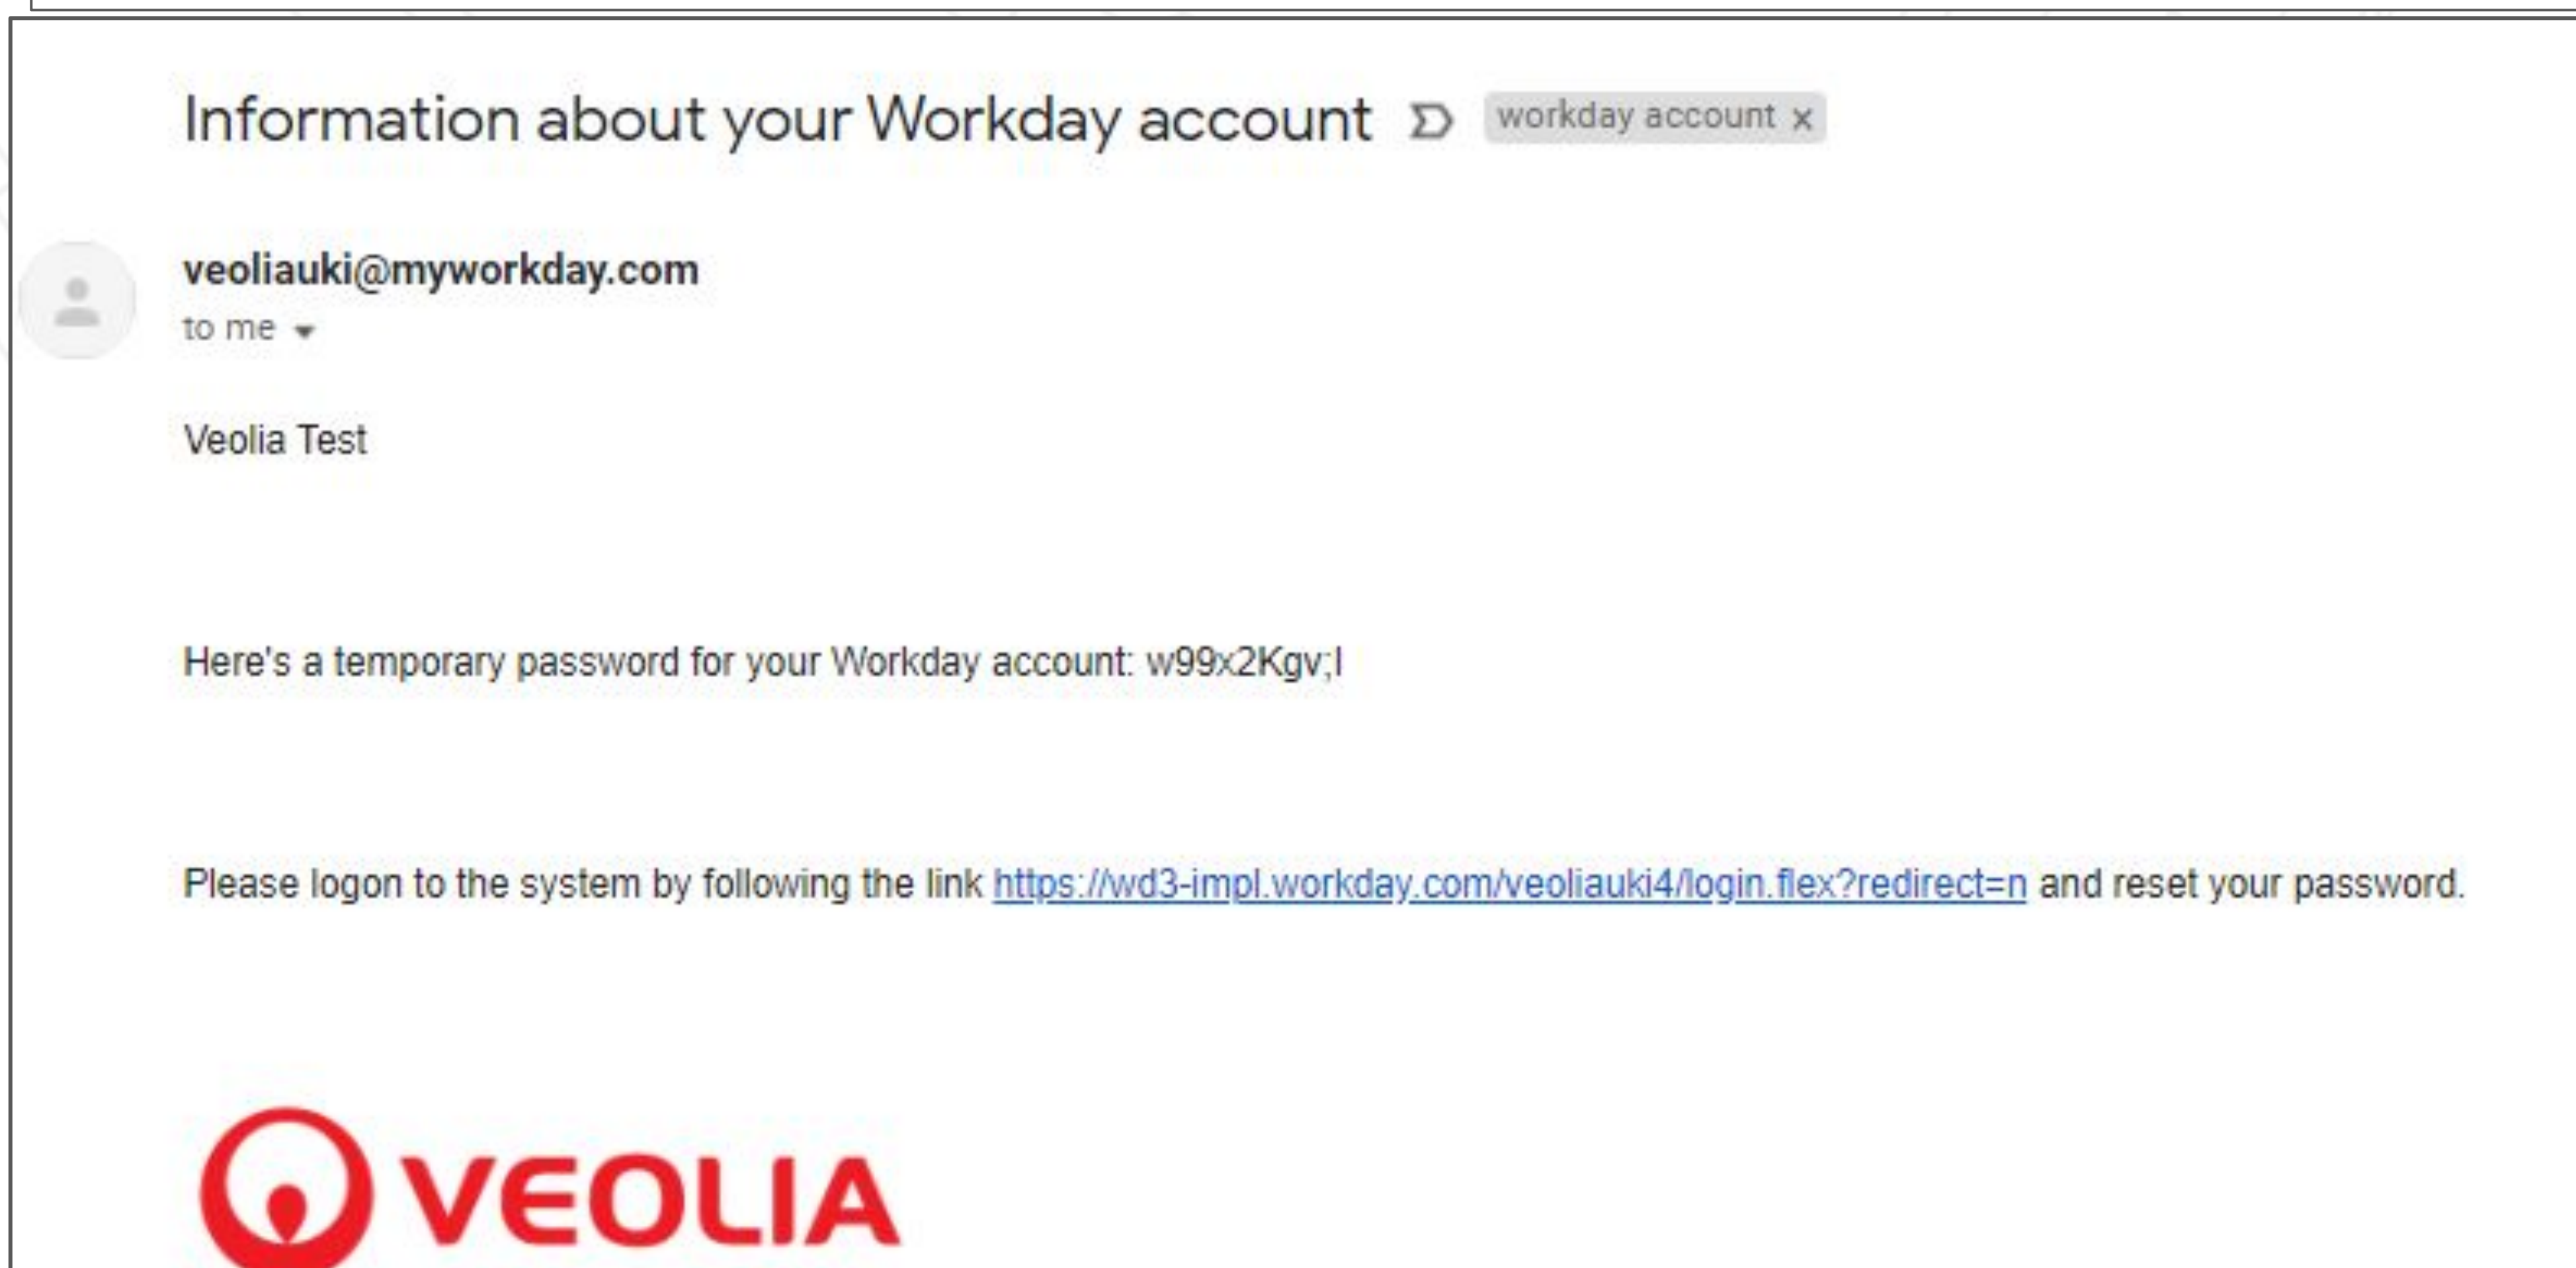 Information about your Workday account workday account x
veoliauki@myworkday.com
to me
Veolia Test
Here's a temporary password for your Workday account: w99x2Kgv;l
Please logon to the system by following the link https://wd3-impl.workday.com/veoliauki4/login.flex?redirect=n and reset your password.
VEOLIA